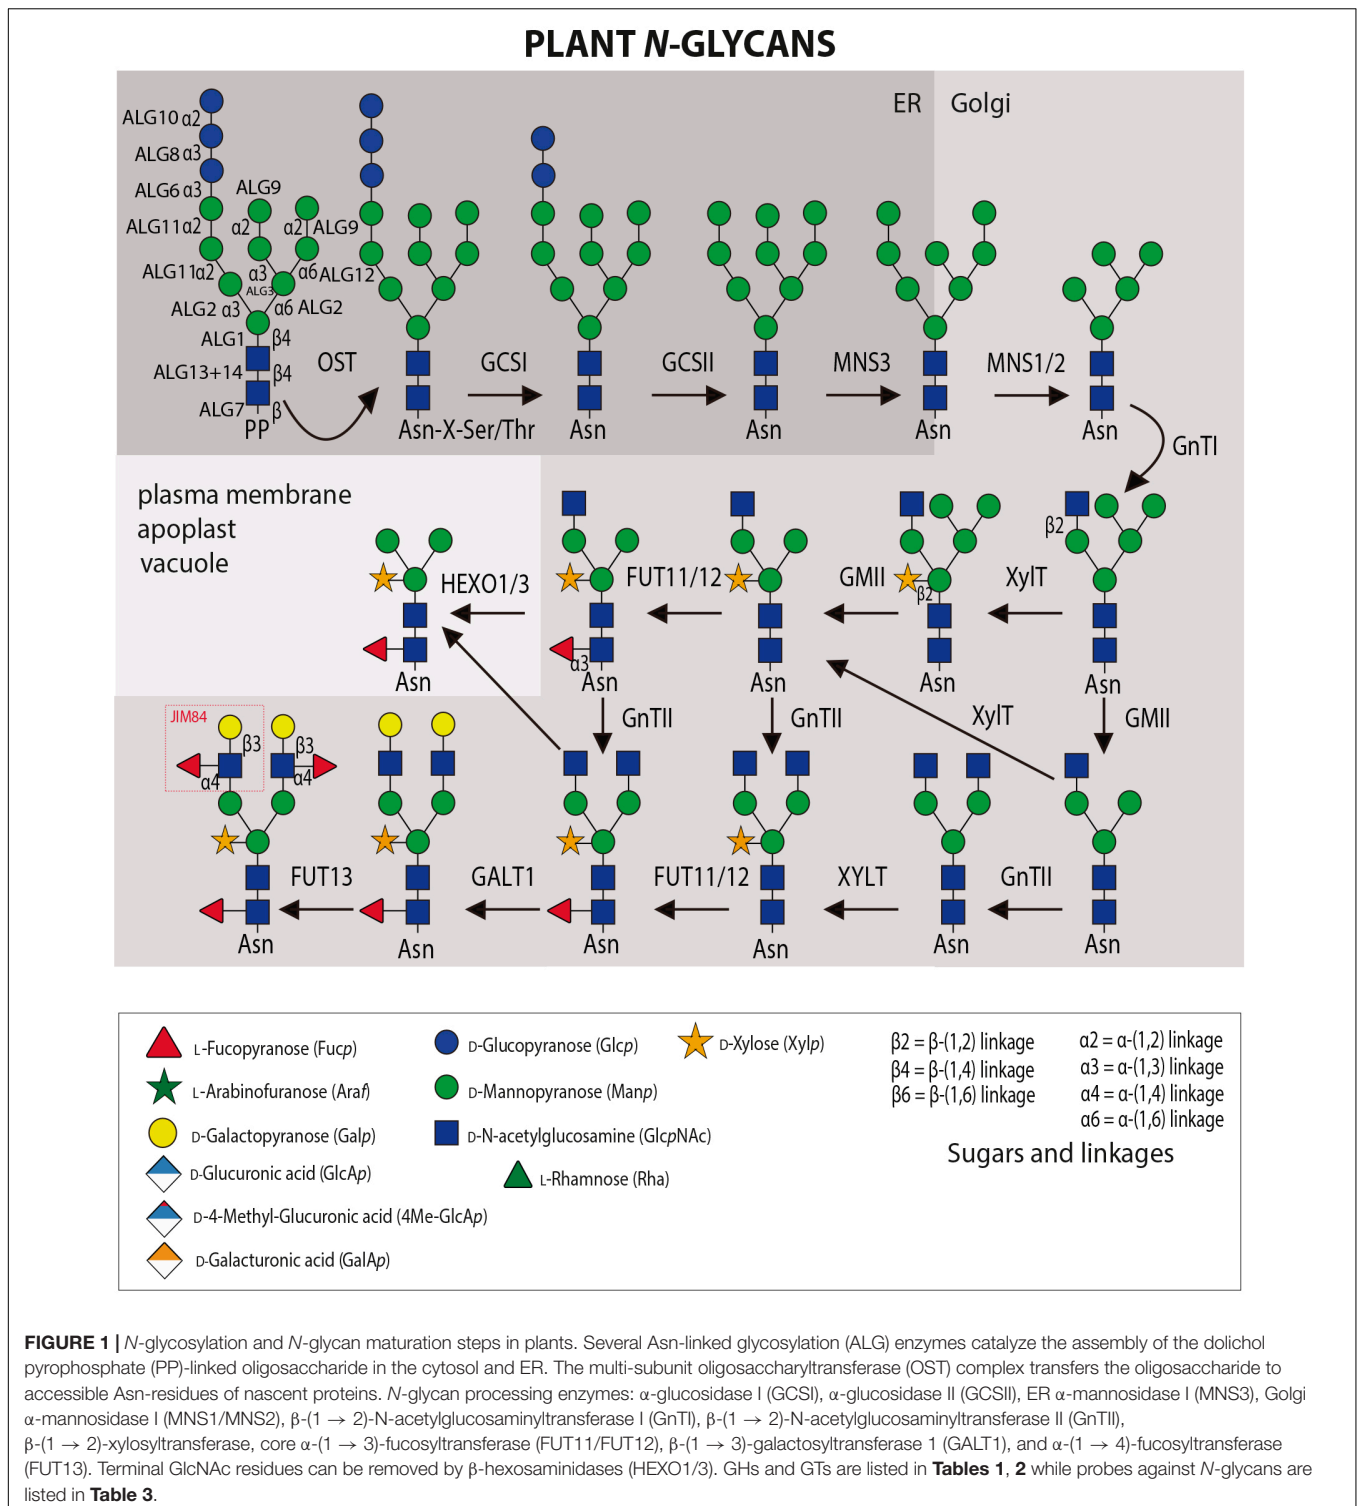 PLANT N-GLYCANS
ER
Golgi
ALG10 α2
ALG8 α3
ALG6 α3
ALG9
ALG11 α2
α2
α2 ALG9
ALG11 α2
α3
α6 ALG12
ALG3
ALG2 α3
α6 ALG2
ALG1
β4
ALG13+14
β4
ALG7
β
PP
OST
GCSI
GCSII
MNS3
MNS1/2
Asn-X-Ser/Thr
Asn
Asn
Asn
Asn
GnTI
plasma membrane
apoplast
vacuole
HEXO1/3
FUT11/12
GMII
β2
XylT
β2
α3
Asn
Asn
Asn
Asn
Asn
GnTII
GnTII
XylT
GMII
JIM84
β3
β3
α4
α4
FUT13
GALT1
FUT11/12
XYLT
GnTII
Asn
Asn
Asn
Asn
Asn
Asn
L-Fucopyranose (Fucp)
D-Glucopyranose (Glcp)
D-Xylose (Xylp)
L-Arabinofuranose (Araf)
D-Mannopyranose (Manp)
D-Galactopyranose (Galp)
D-N-acetylglucosamine (GlcpNAc)
D-Glucuronic acid (GlcAp)
L-Rhamnose (Rha)
D-4-Methyl-Glucuronic acid (4Me-GlcAp)
D-Galacturonic acid (GalAp)
β2 = β-(1,2) linkage
β4 = β-(1,4) linkage
β6 = β-(1,6) linkage
α2 = α-(1,2) linkage
α3 = α-(1,3) linkage
α4 = α-(1,4) linkage
α6 = α-(1,6) linkage
Sugars and linkages
FIGURE 1 | N-glycosylation and N-glycan maturation steps in plants. Several Asn-linked glycosylation (ALG) enzymes catalyze the assembly of the dolichol
pyrophosphate (PP)-linked oligosaccharide in the cytosol and ER. The multi-subunit oligosaccharyltransferase (OST) complex transfers the oligosaccharide to
accessible Asn-residues of nascent proteins. N-glycan processing enzymes: α-glucosidase I (GCSI), α-glucosidase II (GCSII), ER α-mannosidase I (MNS3), Golgi
α-mannosidase I (MNS1/MNS2), β-(1 → 2)-N-acetylglucosaminyltransferase I (GnTI), β-(1 → 2)-N-acetylglucosaminyltransferase II (GnTII),
β-(1 → 2)-xylosyltransferase, core α-(1 → 3)-fucosyltransferase (FUT11/FUT12), β-(1 → 3)-galactosyltransferase 1 (GALT1), and α-(1 → 4)-fucosyltransferase
(FUT13). Terminal GlcNAc residues can be removed by β-hexosaminidases (HEXO1/3). GHs and GTs are listed in Tables 1, 2 while probes against N-glycans are
listed in Table 3.